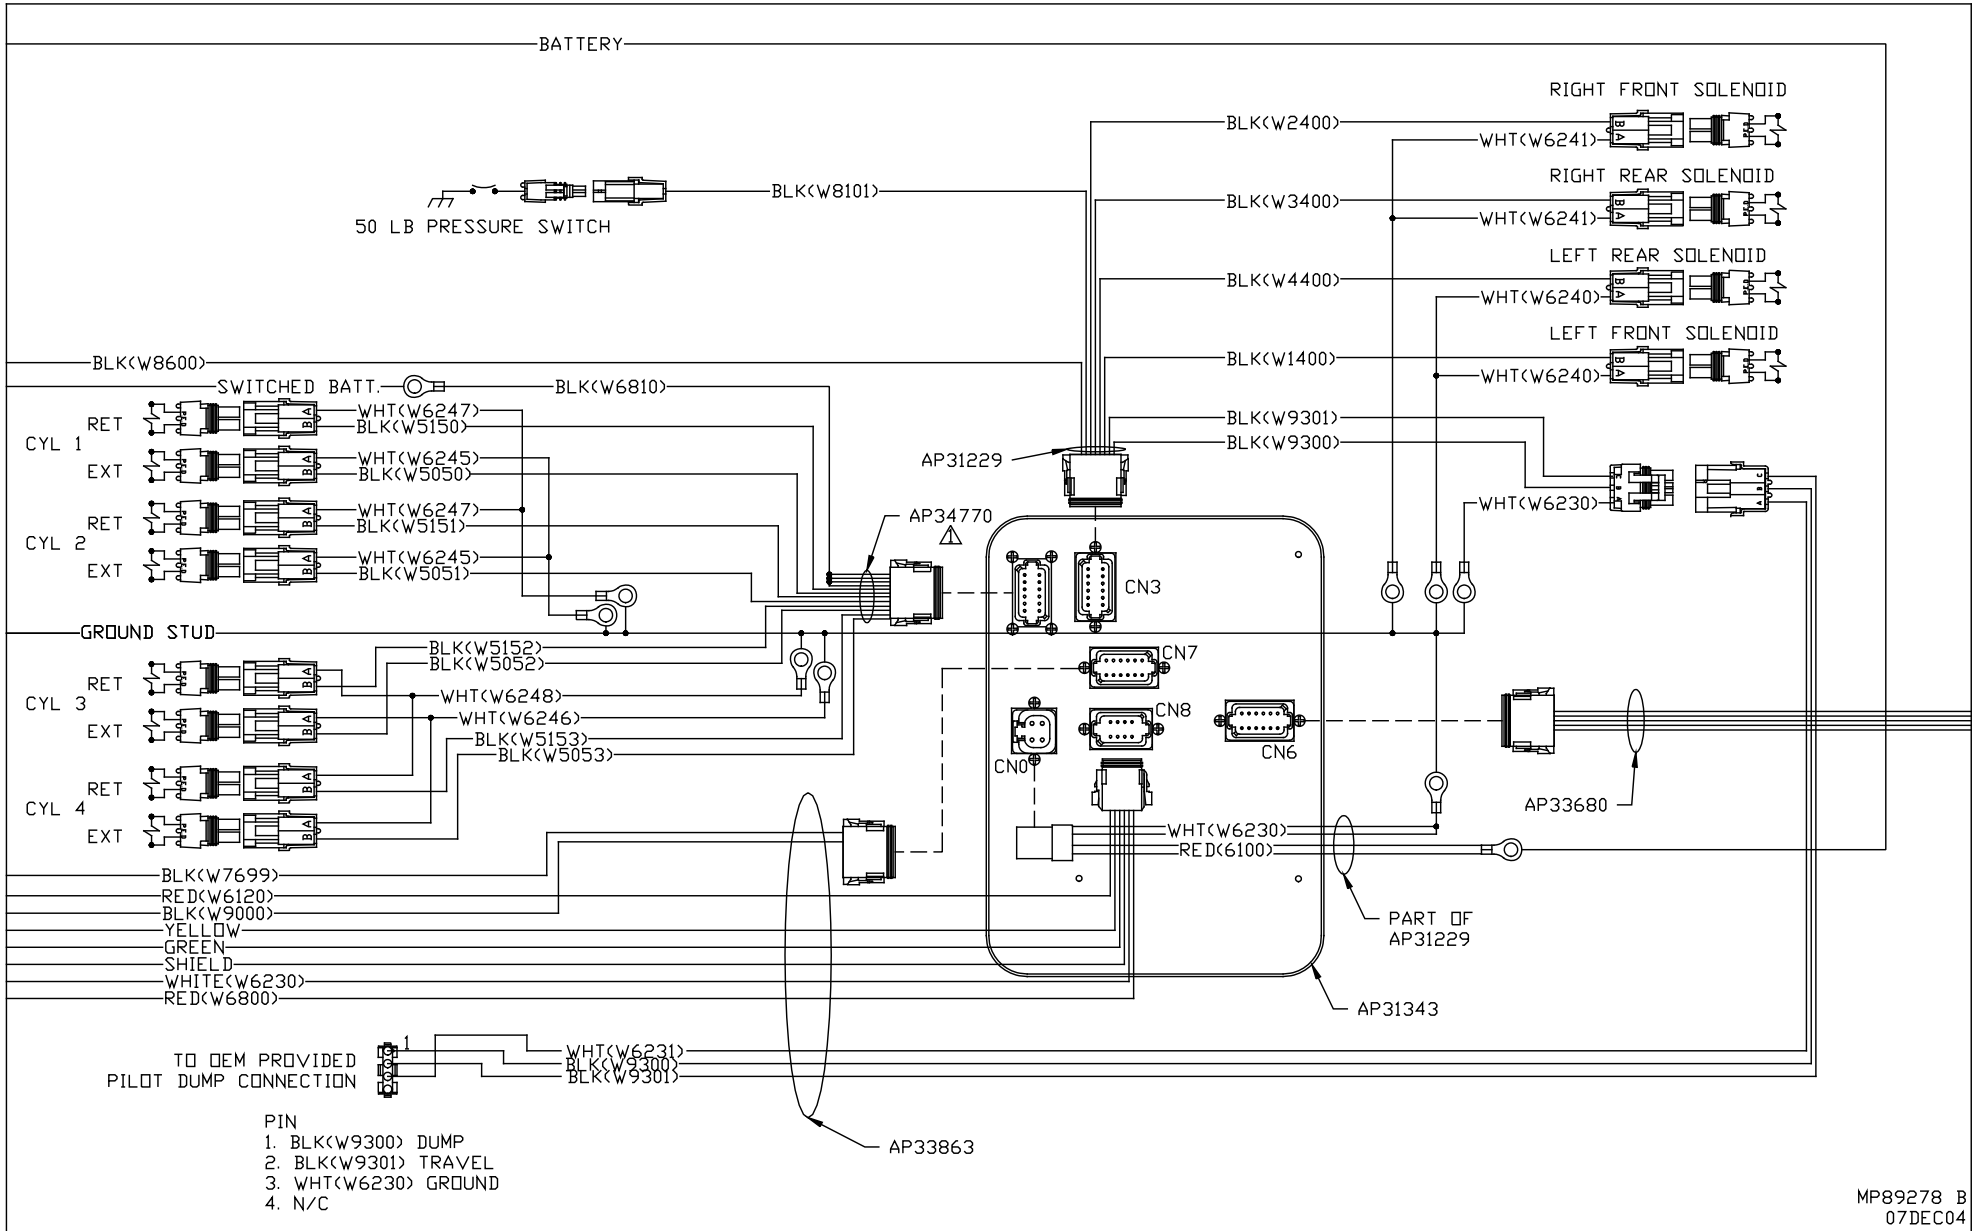 BATTERY
RIGHT FRONT SOLENOID
BLK(W2400)
WHT(W6241)
B
A
RIGHT REAR SOLENOID
BLK(W8101)
BLK(W3400)
WHT(W6241)
B
A
50 LB PRESSURE SWITCH
LEFT REAR SOLENOID
BLK(W4400)
WHT(W6240)
B
A
LEFT FRONT SOLENOID
BLK(W8600)
BLK(W1400)
WHT(W6240)
B
A
SWITCHED BATT.
BLK(W6810)
CYL 1
RET
A
B
WHT(W6247)
BLK(W5150)
EXT
A
B
WHT(W6245)
BLK(W5050)
BLK(W9301)
BLK(W9300)
AP31229
WHT(W6230)
C
B
A
CYL 2
RET
A
B
WHT(W6247)
BLK(W5151)
EXT
A
B
WHT(W6245)
BLK(W5051)
AP34770
1
CN3
GROUND STUD
BLK(W5152)
BLK(W5052)
CN7
CYL 3
RET
A
B
WHT(W6248)
EXT
A
B
WHT(W6246)
BLK(W5153)
BLK(W5053)
CN8
CN6
CN0
CYL 4
RET
A
B
EXT
A
B
AP33680
WHT(W6230)
RED(6100)
BLK(W7699)
RED(W6120)
BLK(W9000)
YELLOW
GREEN
SHIELD
WHITE(W6230)
RED(W6800)
PART OF
AP31229
AP31343
TO OEM PROVIDED
PILOT DUMP CONNECTION
1
WHT(W6231)
BLK(W9300)
BLK(W9301)
PIN
1. BLK(W9300) DUMP
2. BLK(W9301) TRAVEL
3. WHT(W6230) GROUND
4. N/C
AP33863
MP89278 B
07DEC04